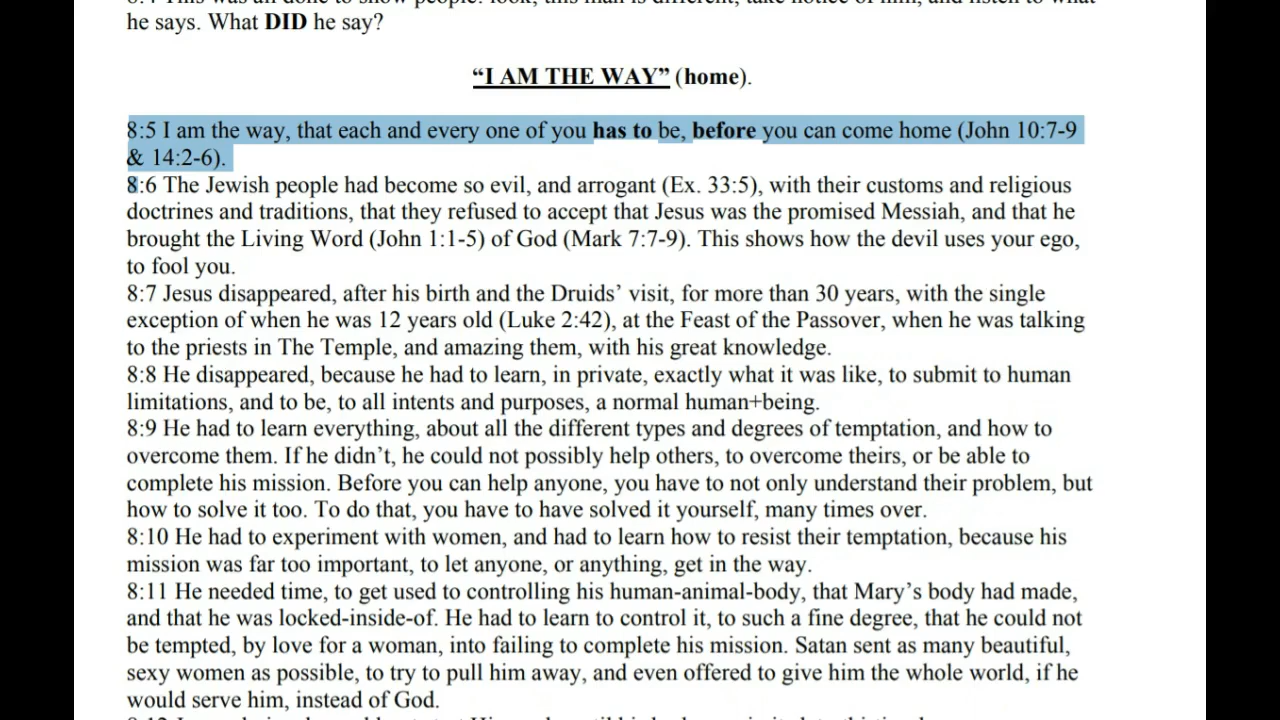 he says. What DID he say?
“I AM THE WAY” (home).
8:5 I am the way, that each and every one of you has to be, before you can come home (John 10:7-9
& 14:2-6).
8:6 The Jewish people had become so evil, and arrogant (Ex. 33:5), with their customs and religious
doctrines and traditions, that they refused to accept that Jesus was the promised Messiah, and that he
brought the Living Word (John 1:1-5) of God (Mark 7:7-9). This shows how the devil uses your ego,
to fool you.
8:7 Jesus disappeared, after his birth and the Druids’ visit, for more than 30 years, with the single
exception of when he was 12 years old (Luke 2:42), at the Feast of the Passover, when he was talking
to the priests in The Temple, and amazing them, with his great knowledge.
8:8 He disappeared, because he had to learn, in private, exactly what it was like, to submit to human
limitations, and to be, to all intents and purposes, a normal human+being.
8:9 He had to learn everything, about all the different types and degrees of temptation, and how to
overcome them. If he didn’t, he could not possibly help others, to overcome theirs, or be able to
complete his mission. Before you can help anyone, you have to not only understand their problem, but
how to solve it too. To do that, you have to have solved it yourself, many times over.
8:10 He had to experiment with women, and had to learn how to resist their temptation, because his
mission was far too important, to let anyone, or anything, get in the way.
8:11 He needed time, to get used to controlling his human-animal-body, that Mary’s body had made,
and that he was locked-inside-of. He had to learn to control it, to such a fine degree, that he could not
be tempted, by love for a woman, into failing to complete his mission. Satan sent as many beautiful,
sexy women as possible, to try to pull him away, and even offered to give him the whole world, if he
would serve him, instead of God.